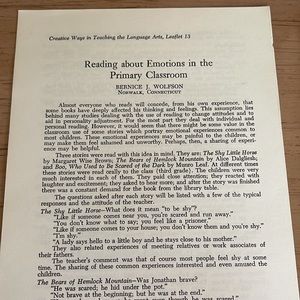 Creative Ways in Teaching the Language Arts, Leaflet 13
Reading about Emotions in the
Primary Classroom
BERNICE J. WOLFSON
NORWALK, CONNECTICUT
Almost everyone who reads will concede, from his own experience, that
some books have deeply affected his thinking and feelings. This assumption lies
behind many studies dealing with the use of reading to change attitudes and to
aid in personality adjustment. For the most part they deal with individual and
personal reading. However, it would seem that there might be some value in the
classroom use of some stories which portray emotional experiences common to
most children. These emotional experiences may be painful to the children, or
may make them feel ashamed and unworthy. Perhaps, then, a sharing of experi-
ence may be helpful.
Three stories were read with this idea in mind. They are: The Shy Little Horse
by Margaret Wise Brown; The Bears of Hemlock Mountain by Alice Dalgliesh;
and Boo, Who Used to Be Scared of the Dark by Munro Leaf. At different times
these stories were read orally to the class (third grade). The children were very
much interested in each of them. They paid close attention; they reacted with
laughter and excitement; they asked to hear more; and after the story was finished
there was a constant demand for the book from the library table.
The questions asked after each story will be listed with a few of the typical
responses and the attitude of the teacher.
The Shy Little Horse—What does it mean "to be shy"?
"Like if someone comes near you, you're scared and run away."
"You don't know what to say; you feel like a prisoner."
"Like if someone comes to your house; you don't know them and you're shy."
"I'm shy."
"A lady says hello to a little boy and he stays close to his mother."
They also related experiences of meeting relatives or work associates of
their fathers.
The teacher's comment was that of course most people feel shy at some
time. The sharing of these common experiences interested and even amused the
children.
The Bears of Hemlock Mountain—Was Jonathan brave?
"He was scared; he hid under the pot."
"Not brave at the beginning; but he was at the end."